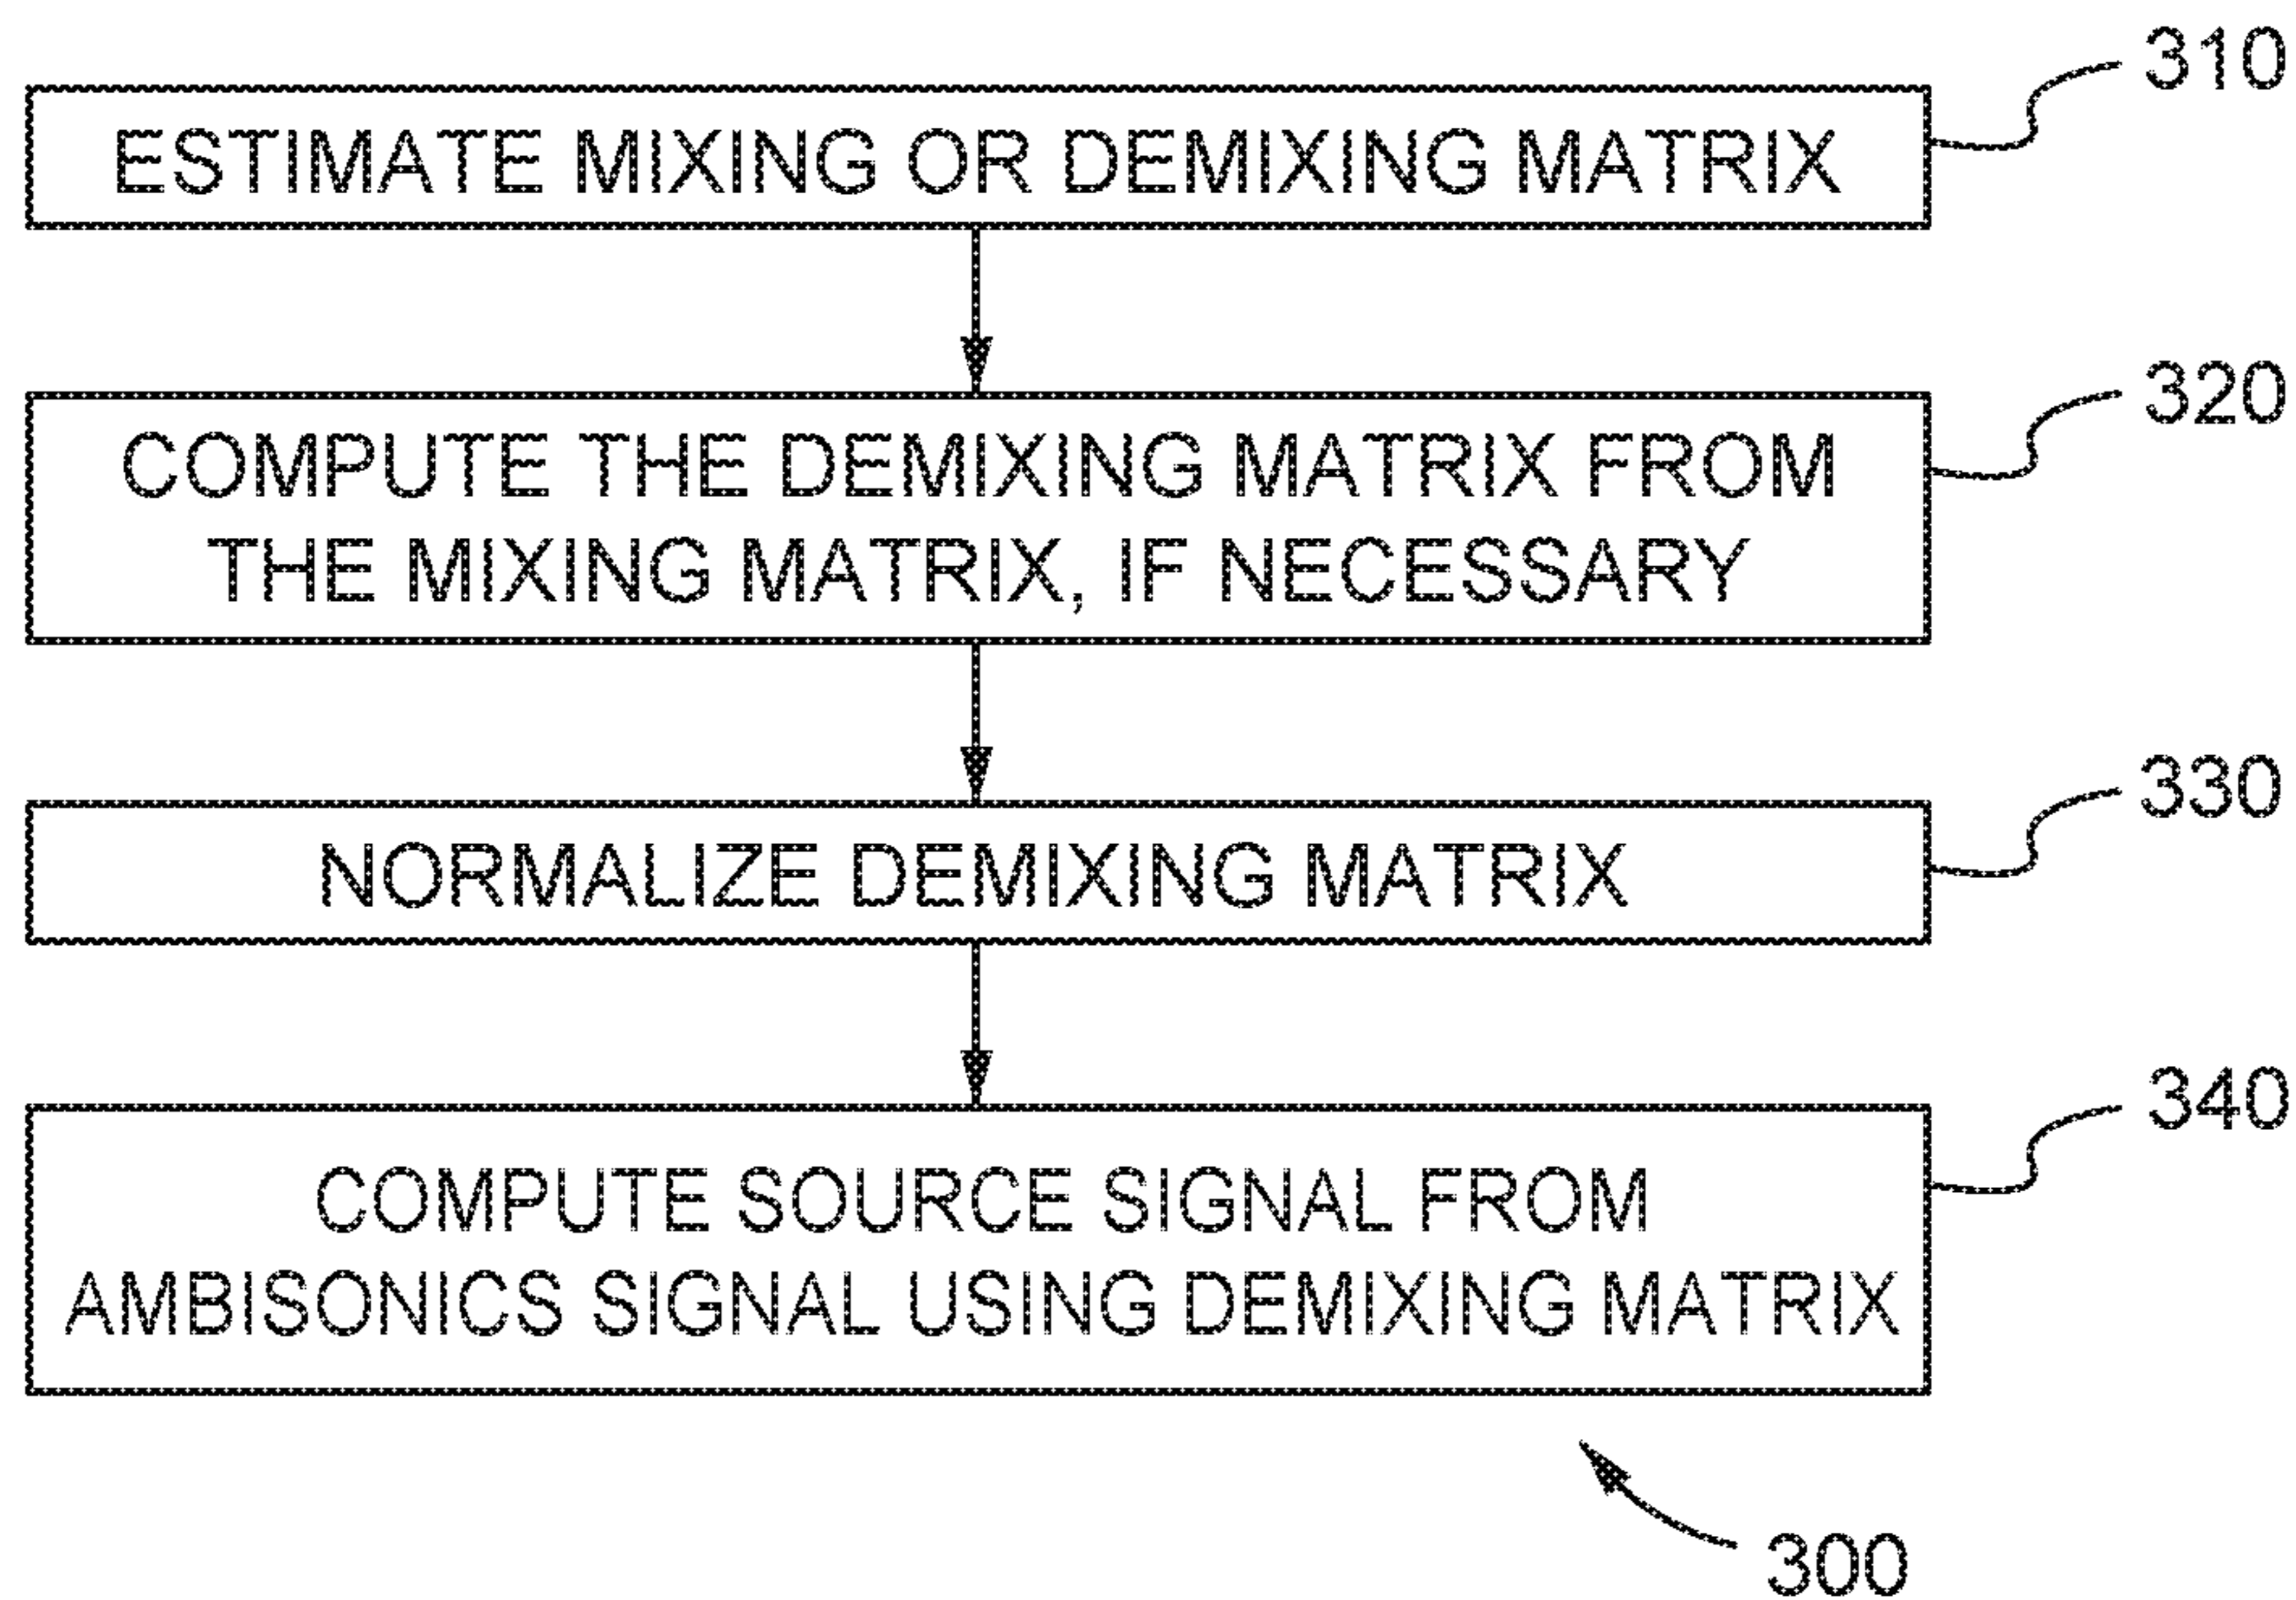 310
ESTIMATE MIXING OR DEMIXING MATRIX
320
COMPUTE THE DEMIXING MATRIX FROM
THE MIXING MATRIX, IF NECESSARY
330
NORMALIZE DEMIXING MATRIX
340
COMPUTE SOURCE SIGNAL FROM
AMBISONICS SIGNAL USING DEMIXING MATRIX
300